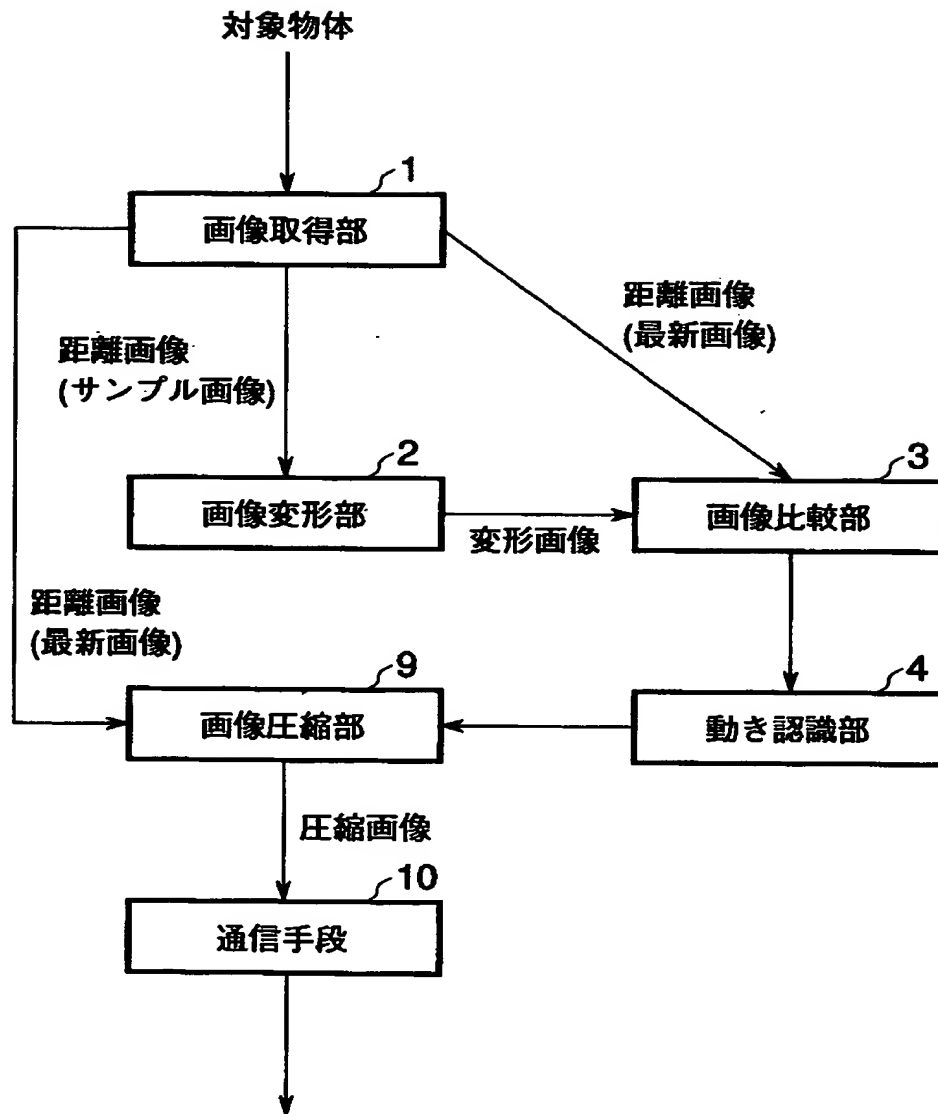 対象物体
1
画像取得部
距離画像
(最新画像)
距離画像
(サンプル画像)
2
画像変形部
変形画像
3
画像比較部
距離画像
(最新画像)
9
画像圧縮部
4
動き認識部
圧縮画像
10
通信手段